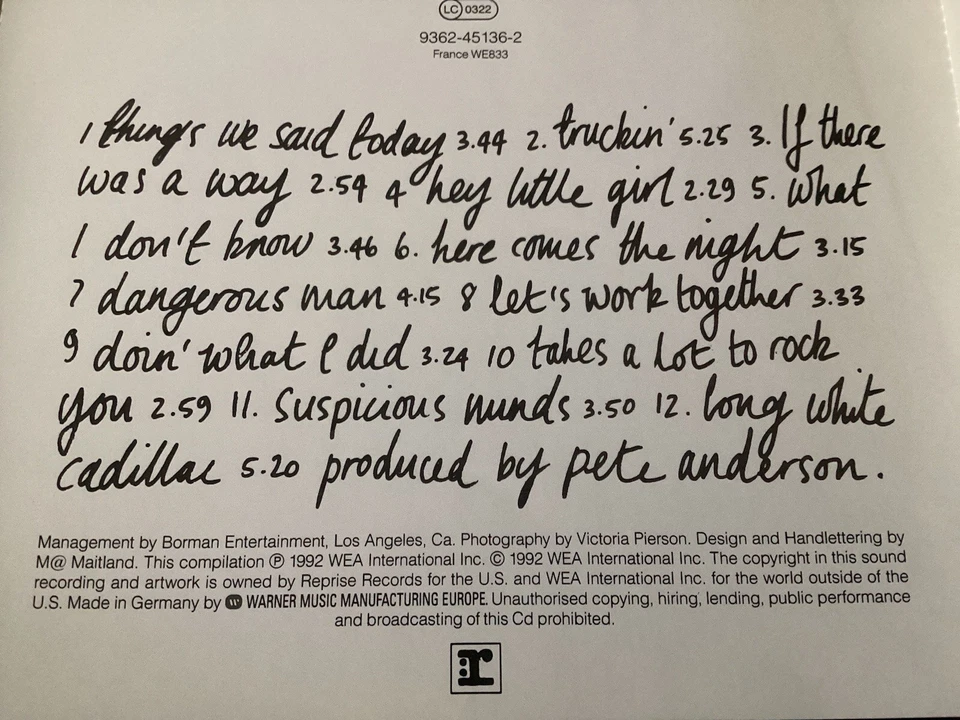 LC 0322
9362-45136-2
France WE833
1 things we said today 3.44 2. truckin' 5.25 3. If there
was a way 2.54 4 hey little girl 2.29 5. what
I don't know 3.46 6. here comes the night 3.15
7 dangerous man 4.15 8 let's work together 3.33
9 doin' what I did 3.24 10 takes a lot to rock
you 2.59 11. suspicious minds 3.50 12. long white
cadillac 5.20 produced by pete anderson.
Management by Borman Entertainment, Los Angeles, Ca. Photography by Victoria Pierson. Design and Handlettering by
M@ Maitland. This compilation ℗ 1992 WEA International Inc. © 1992 WEA International Inc. The copyright in this sound
recording and artwork is owned by Reprise Records for the U.S. and WEA International Inc. for the world outside of the
U.S. Made in Germany by WARNER MUSIC MANUFACTURING EUROPE. Unauthorised copying, hiring, lending, public performance
and broadcasting of this Cd prohibited.
r